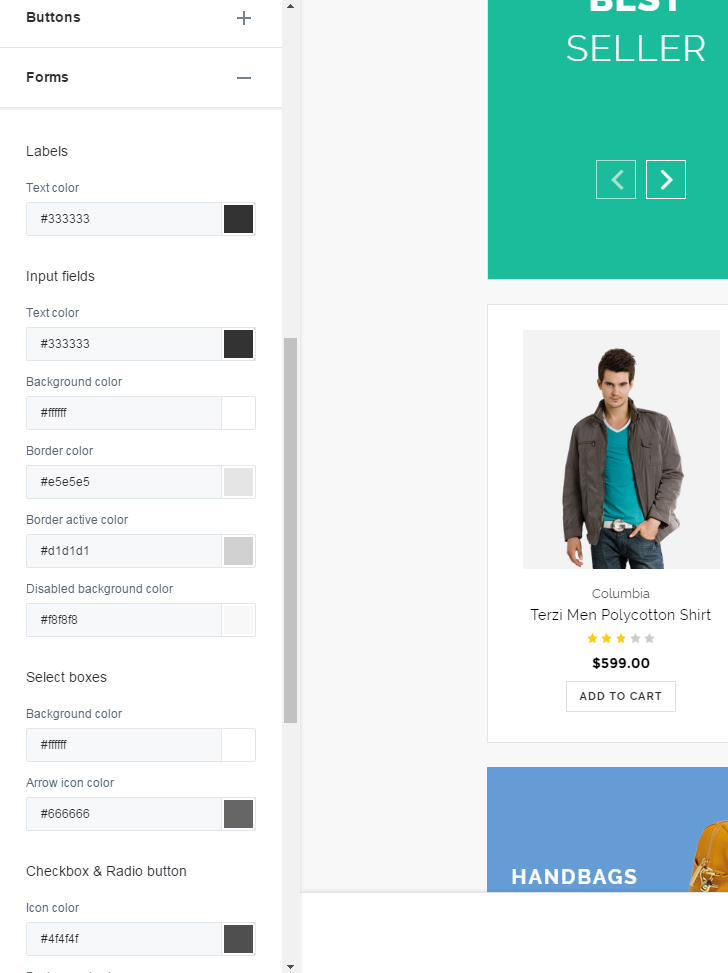 Buttons
Forms
Labels
Text color
#333333
Input fields
Text color
#333333
Background color
#ffffff
Border color
#e5e5e5
Border active color
#d1d1d1
Disabled background color
#f8f8f8
Select boxes
Background color
#ffffff
Arrow icon color
#666666
Checkbox & Radio button
Icon color
#4f4f4f
BEST
SELLER
Columbia
Terzi Men Polycotton Shirt
$599.00
ADD TO CART
HANDBAGS